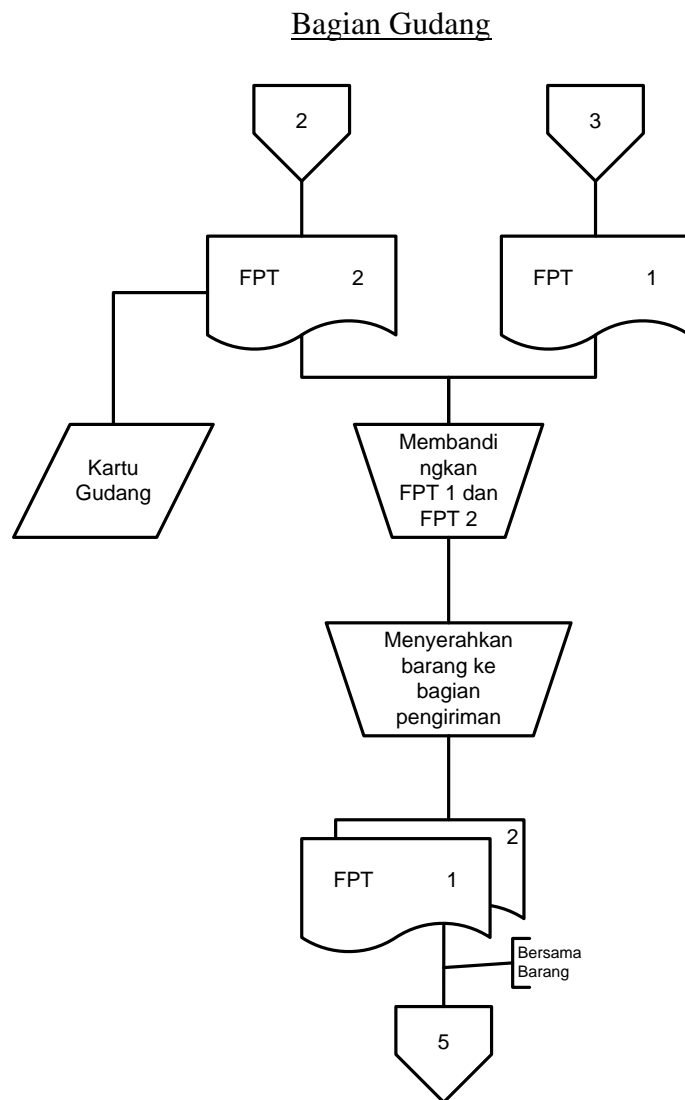 Bagian Gudang
2
3
FPT 2
FPT 1
Kartu
Gudang
Membandi
ngkan
FPT 1 dan
FPT 2
Menyerahkan
barang ke
bagian
pengiriman
2
FPT 1
Bersama
Barang
5